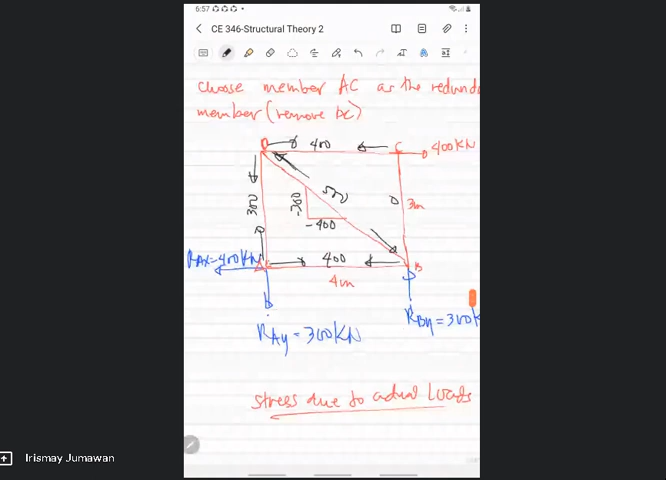 6:57
CE 346-Structural Theory 2
choose member AC as the redunda
member (remove
D 400 C 400KN
300 500 0 3m
-300
-400
RAX=400KN A 400 B
4m
RAy = 300KN
RBy = 300K
stress due to actual Loads
Irismay Jumawan